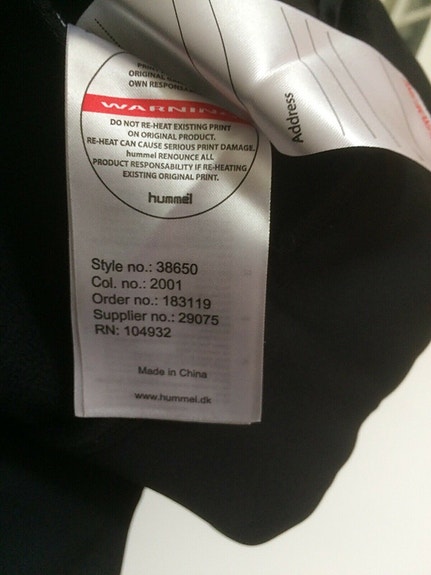 ORIGINAL
OWN
WARNING
DO NOT RE-HEAT EXISTING PRINT
ON ORIGINAL PRODUCT.
RE-HEAT CAN CAUSE SERIOUS PRINT DAMAGE.
hummel RENOUNCE ALL
PRODUCT RESPONSABILITY IF RE-HEATING
EXISTING ORIGINAL PRINT.
hummel
Style no.: 38650
Col. no.: 2001
Order no.: 183119
Supplier no.: 29075
RN: 104932
Made in China
www.hummel.dk
Address